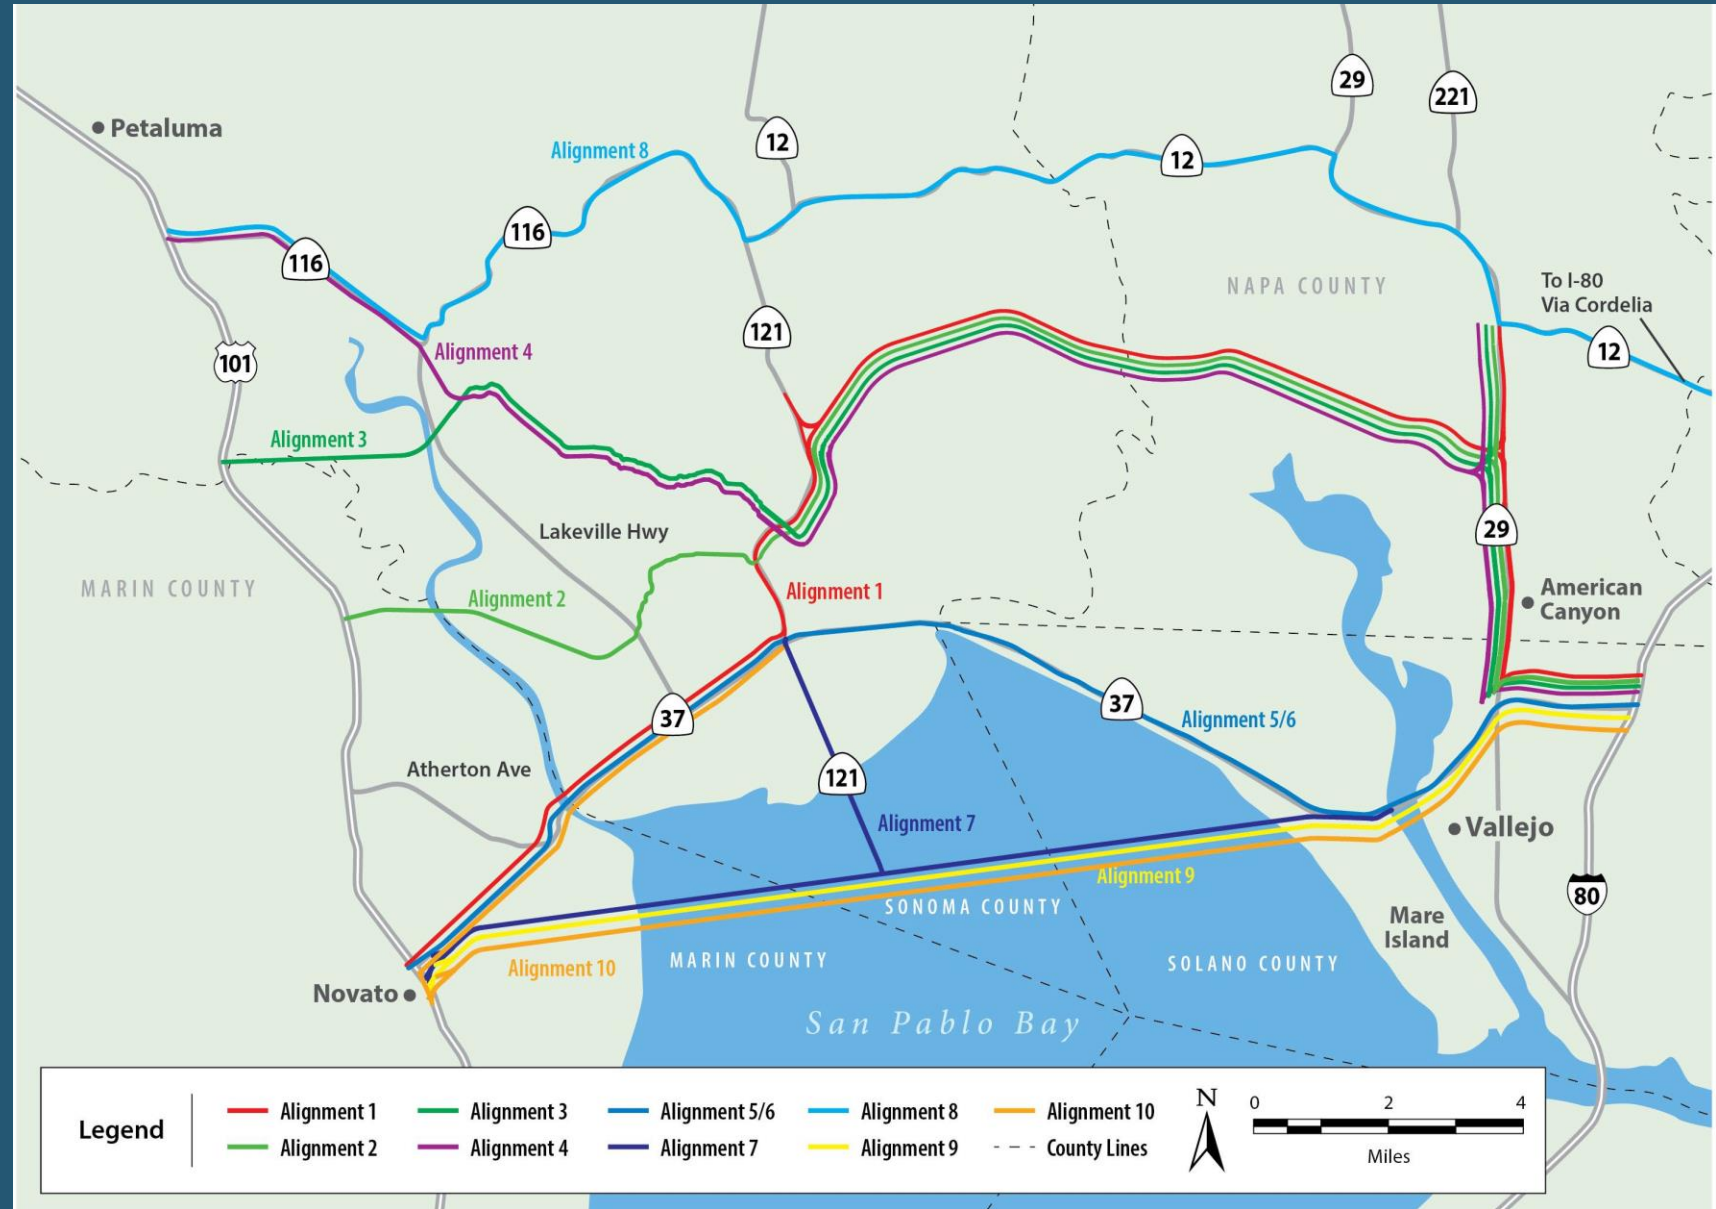 Petaluma
Alignment 8
12
12
29
221
116
116
NAPA COUNTY
To I-80
Via Cordelia
121
12
101
Alignment 4
Alignment 3
Lakeville Hwy
29
MARIN COUNTY
Alignment 2
Alignment 1
American
Canyon
37
37
Alignment 5/6
Atherton Ave
121
Alignment 7
Vallejo
Alignment 9
SONOMA COUNTY
80
Mare
Island
Alignment 10
MARIN COUNTY
SOLANO COUNTY
Novato
San Pablo Bay
Legend
Alignment 1
Alignment 3
Alignment 5/6
Alignment 8
Alignment 10
Alignment 2
Alignment 4
Alignment 7
Alignment 9
County Lines
N
0 2 4
Miles